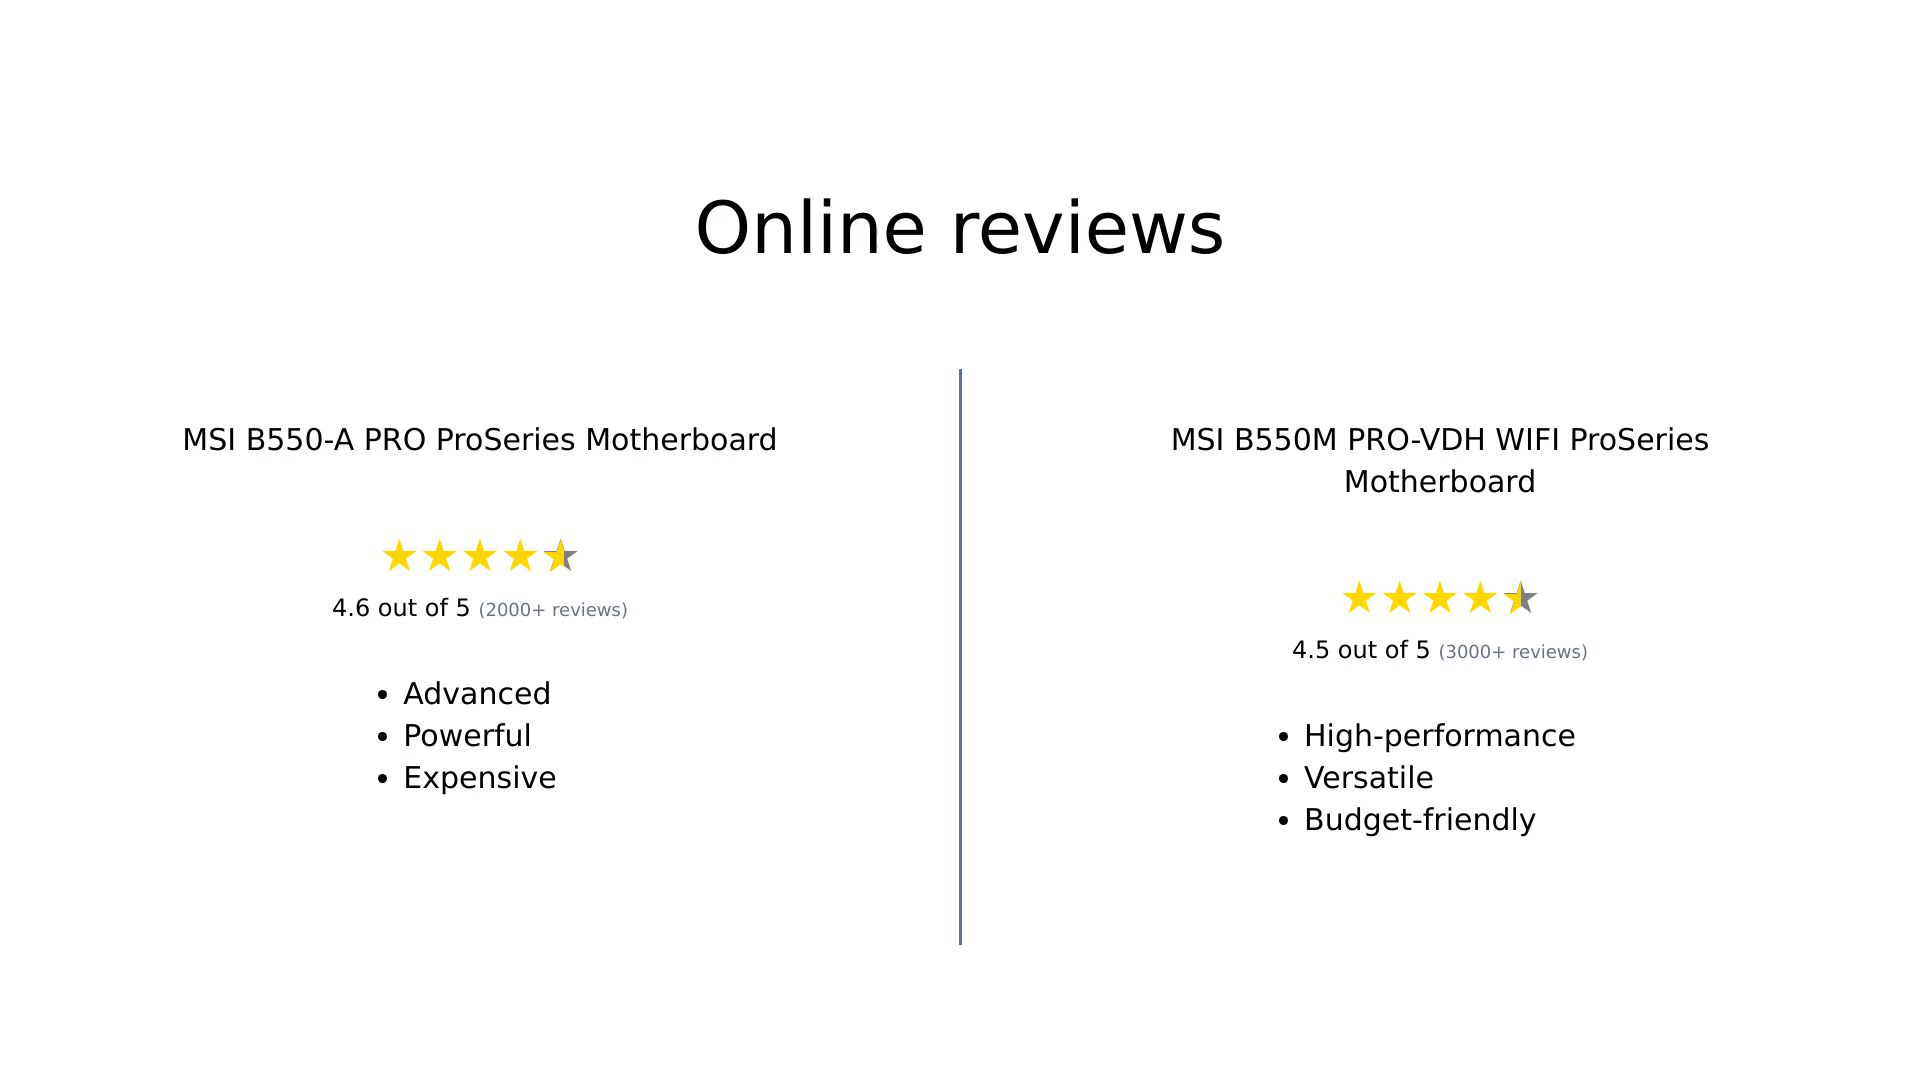 Online reviews
MSI B550-A PRO ProSeries Motherboard
4.6 out of 5 (2000+ reviews)
• Advanced
• Powerful
• Expensive
MSI B550M PRO-VDH WIFI ProSeries
Motherboard
4.5 out of 5 (3000+ reviews)
• High-performance
• Versatile
• Budget-friendly